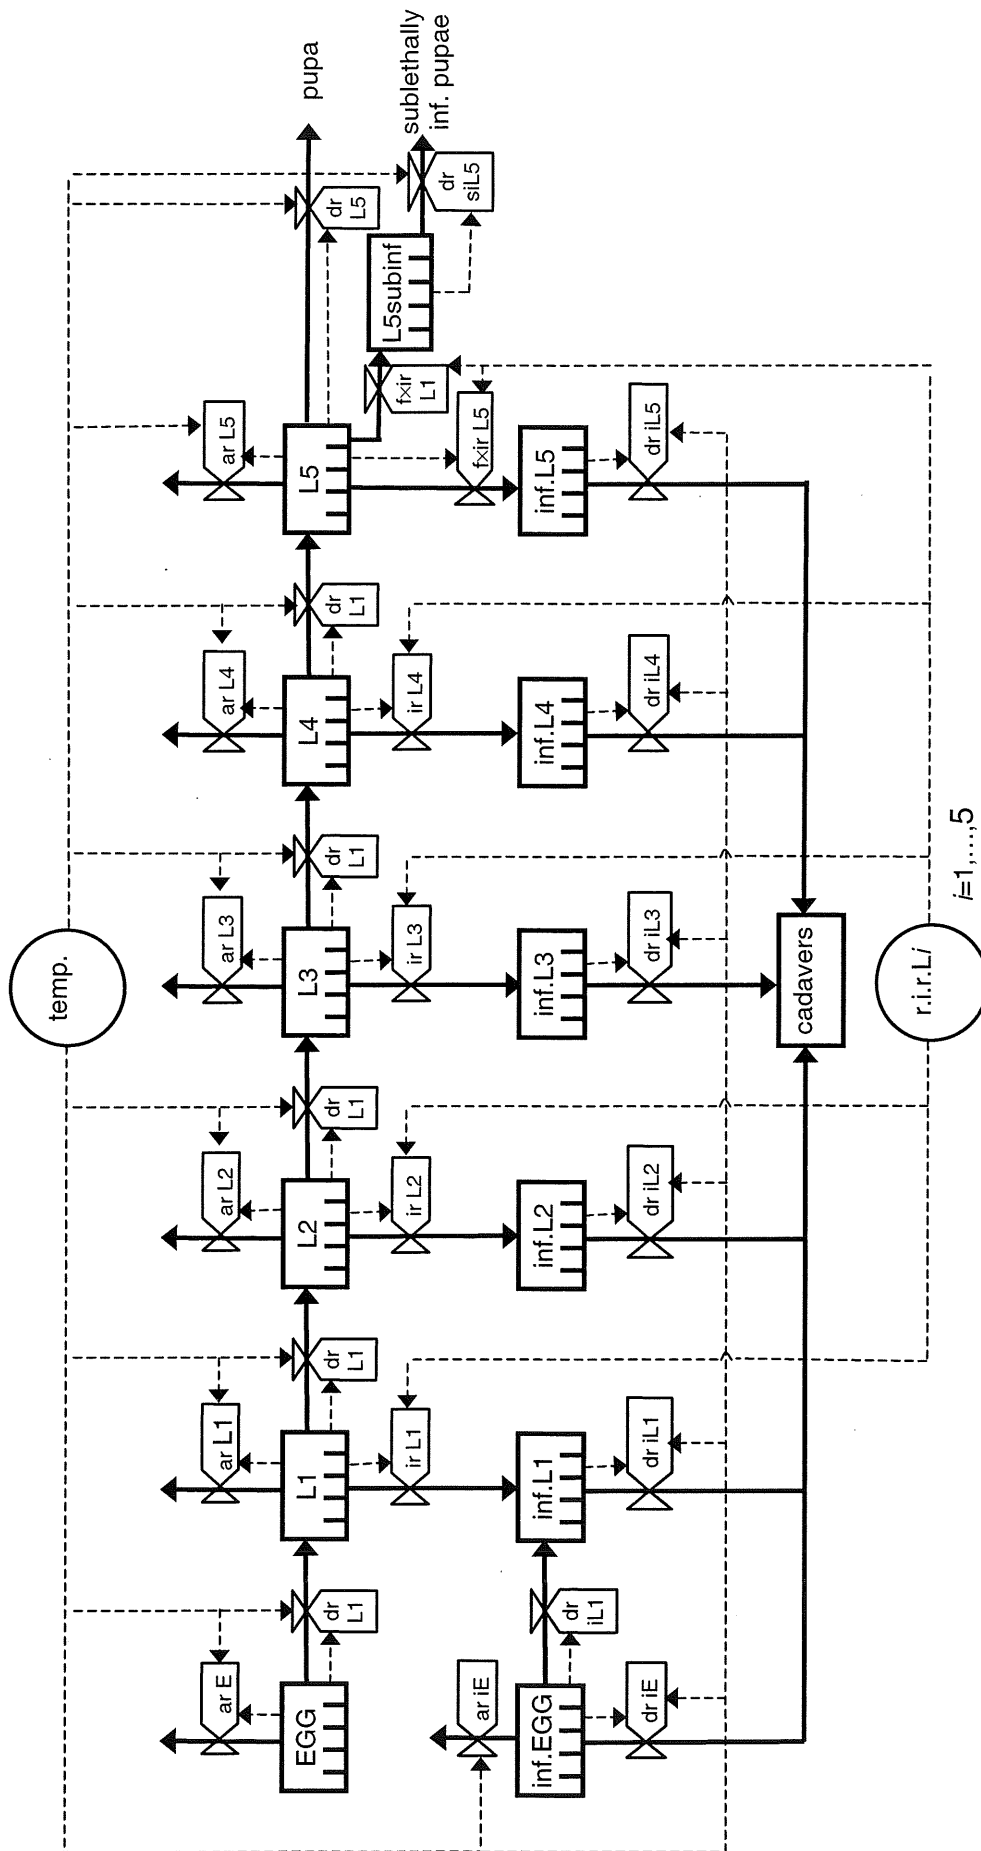 temp.
ar E
ar L1
ar L2
ar L3
ar L4
ar L5
EGG
dr
L1
L1
dr
L1
L2
dr
L1
L3
dr
L1
L4
dr
L1
L5
dr
L5
pupa
ir L1
ir L2
ir L3
ir L4
fxir L5
fxir
L1
L5subinf
dr
siL5
sublethally
inf. pupae
ar iE
inf.EGG
dr
iL1
inf.L1
inf.L2
inf.L3
inf.L4
inf.L5
dr iE
dr iL1
dr iL2
dr iL3
dr iL4
dr iL5
cadavers
r.i.r.Li
i=1,...,5